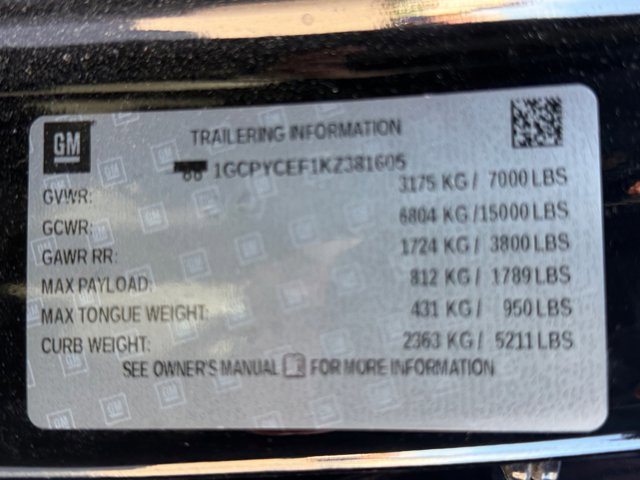 GM
TRAILERING INFORMATION
1GCPYCEF1KZ381605
GVWR: 3175 KG / 7000 LBS
GCWR: 6804 KG /15000 LBS
GAWR RR: 1724 KG / 3800 LBS
MAX PAYLOAD: 812 KG / 1789 LBS
MAX TONGUE WEIGHT: 431 KG / 950 LBS
CURB WEIGHT: 2363 KG / 5211 LBS
SEE OWNER'S MANUAL FOR MORE INFORMATION